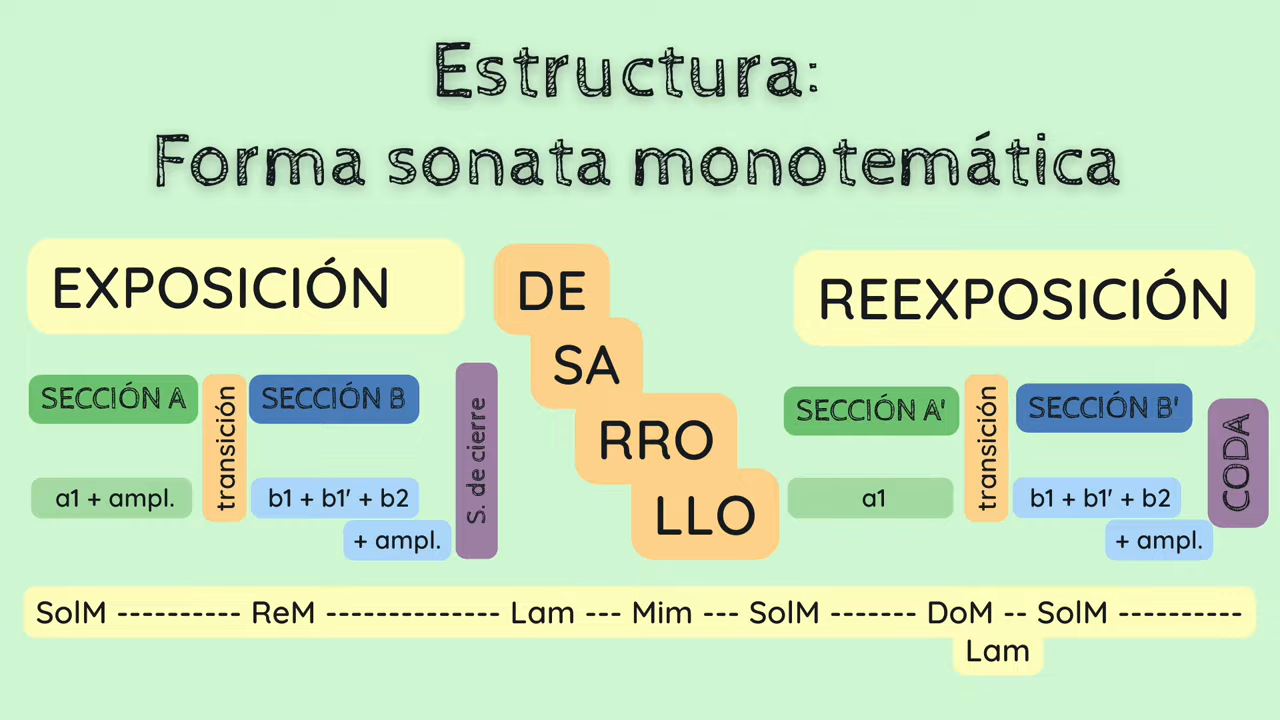 Estructura:
Forma sonata monotemática
EXPOSICIÓN
DE
SA
RRO
LLO
REEXPOSICIÓN
SECCIÓN A
transición
SECCIÓN B
S. de cierre
a1 + ampl.
b1 + b1' + b2
+ ampl.
SECCIÓN A'
transición
SECCIÓN B'
CODA
a1
b1 + b1' + b2
+ ampl.
SolM ---------- ReM -------------- Lam --- Mim --- SolM ------- DoM -- SolM ----------
Lam